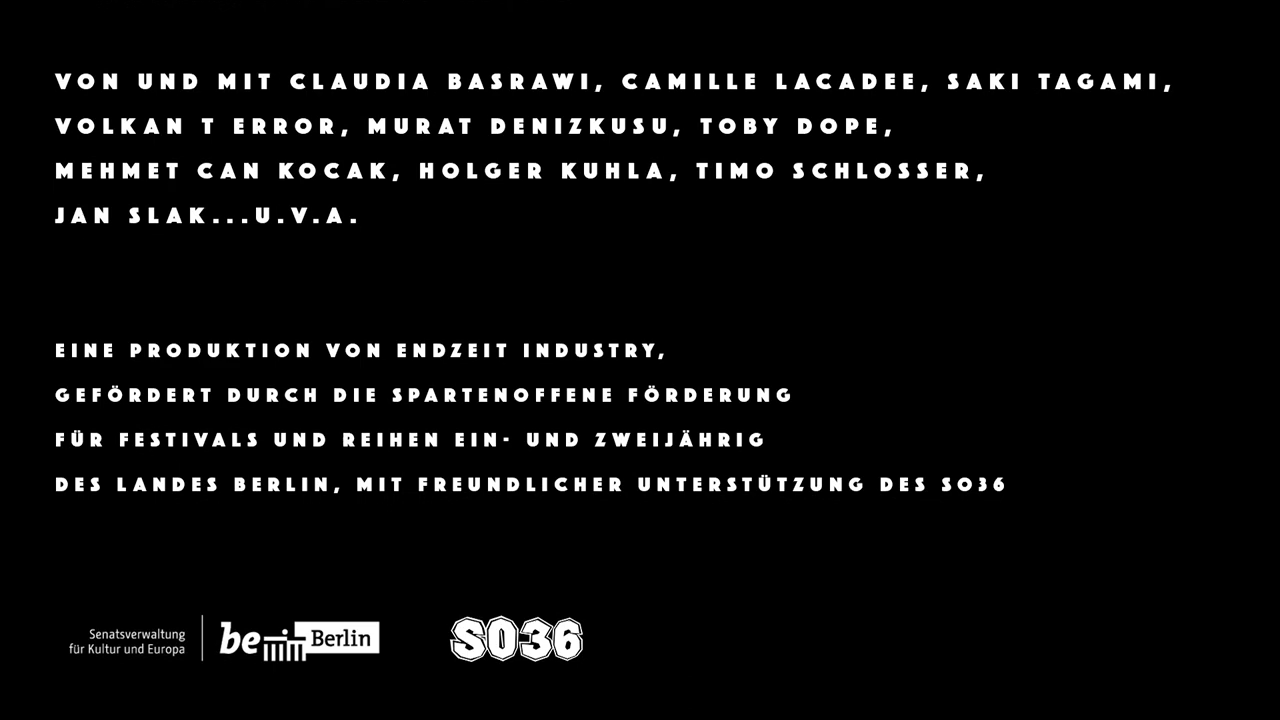 VON UND MIT CLAUDIA BASRAWI, CAMILLE LACADEE, SAKI TAGAMI,
VOLKAN T ERROR, MURAT DENIZKUSU, TOBY DOPE,
MEHMET CAN KOCAK, HOLGER KUHLA, TIMO SCHLOSSER,
JAN SLAK...U.V.A.
EINE PRODUKTION VON ENDZEIT INDUSTRY,
GEFÖRDERT DURCH DIE SPARTENOFFENE FÖRDERUNG
FÜR FESTIVALS UND REIHEN EIN- UND ZWEIJÄHRIG
DES LANDES BERLIN, MIT FREUNDLICHER UNTERSTÜTZUNG DES SO36
Senatsverwaltung
für Kultur und Europa
be Berlin
SO36